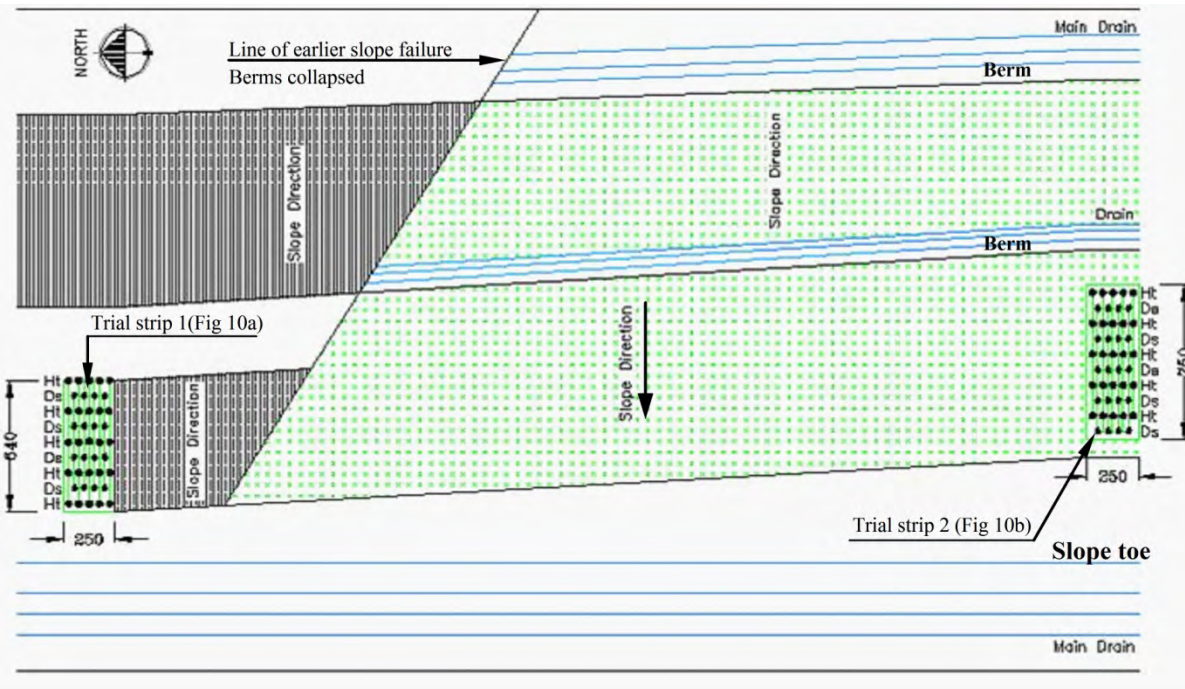 NORTH
Line of earlier slope failure
Berms collapsed
Main Drain
Berm
Slope Direction
Slope Direction
Drain
Berm
Trial strip 1(Fig 10a)
Slope Direction
Slope Direction
Ht
Ds
Ht
Ds
Ht
Ds
Ht
Ds
Ht
640
250
Ht
Ds
Ht
Ds
Ht
Ds
Ht
Ds
Ht
Ds
250
Trial strip 2 (Fig 10b)
Slope toe
Main Drain